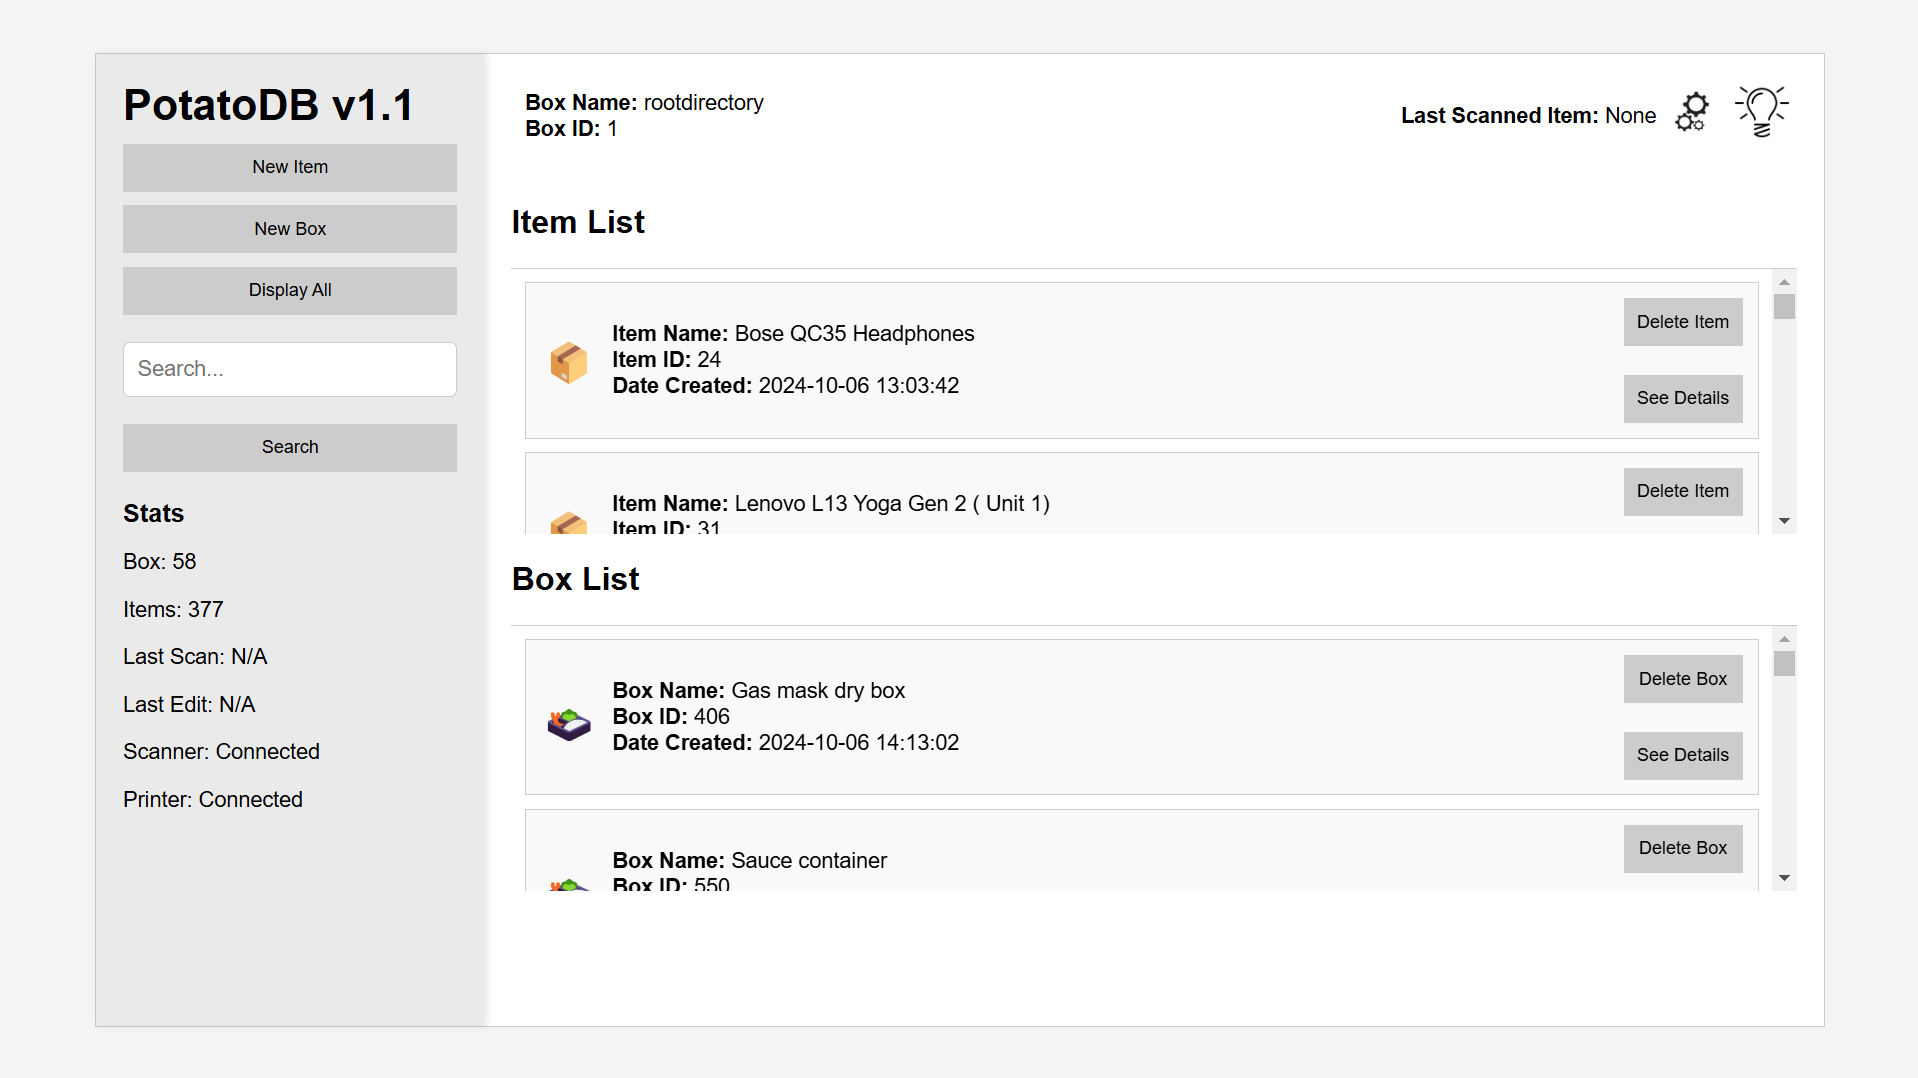 PotatoDB v1.1
New Item
New Box
Display All
Search...
Search
Stats
Box: 58
Items: 377
Last Scan: N/A
Last Edit: N/A
Scanner: Connected
Printer: Connected
Box Name: rootdirectory
Box ID: 1
Last Scanned Item: None
Item List
Item Name: Bose QC35 Headphones
Item ID: 24
Date Created: 2024-10-06 13:03:42
Delete Item
See Details
Item Name: Lenovo L13 Yoga Gen 2 ( Unit 1)
Item ID: 31
Delete Item
Box List
Box Name: Gas mask dry box
Box ID: 406
Date Created: 2024-10-06 14:13:02
Delete Box
See Details
Box Name: Sauce container
Box ID: 550
Delete Box